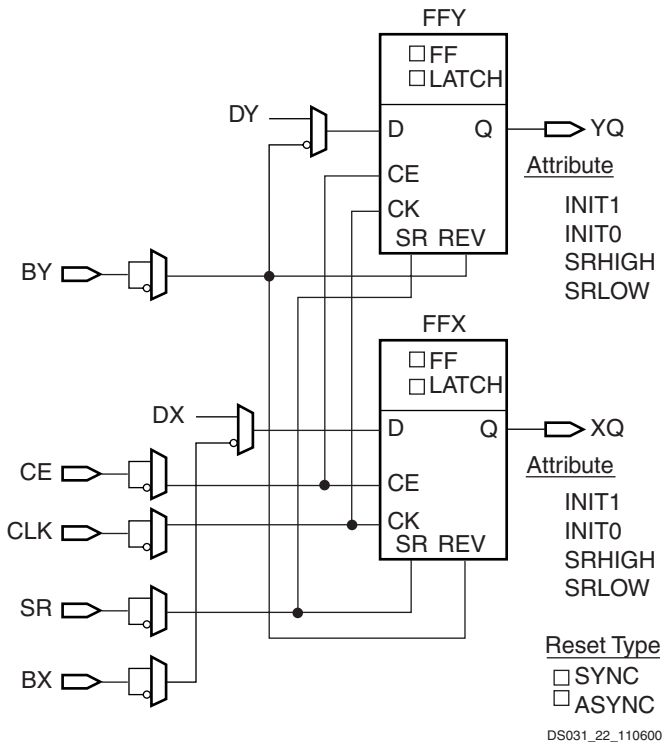 FFY
FF
LATCH
DY
D Q
YQ
CE
CK
SR REV
Attribute
INIT1
INIT0
SRHIGH
SRLOW
BY
FFX
FF
LATCH
DX
D Q
XQ
CE
CE
CLK
CK
SR REV
Attribute
INIT1
INIT0
SRHIGH
SRLOW
SR
BX
Reset Type
SYNC
ASYNC
DS031_22_110600